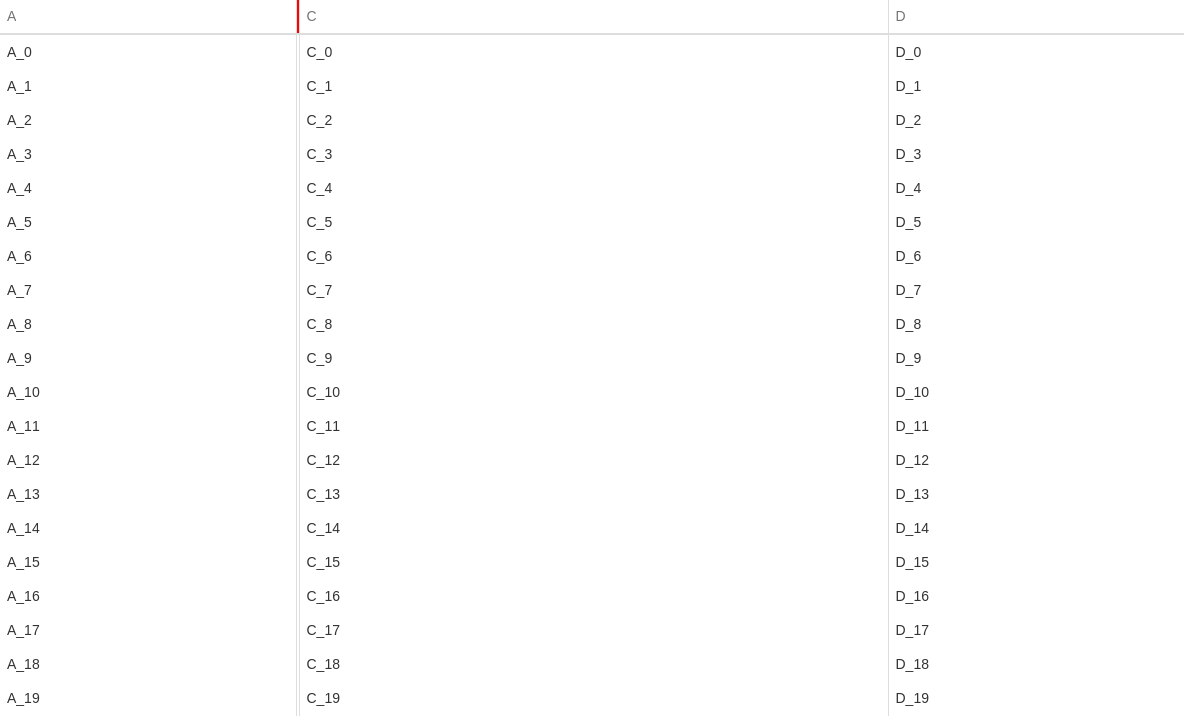 A C D
A_0 C_0 D_0
A_1 C_1 D_1
A_2 C_2 D_2
A_3 C_3 D_3
A_4 C_4 D_4
A_5 C_5 D_5
A_6 C_6 D_6
A_7 C_7 D_7
A_8 C_8 D_8
A_9 C_9 D_9
A_10 C_10 D_10
A_11 C_11 D_11
A_12 C_12 D_12
A_13 C_13 D_13
A_14 C_14 D_14
A_15 C_15 D_15
A_16 C_16 D_16
A_17 C_17 D_17
A_18 C_18 D_18
A_19 C_19 D_19